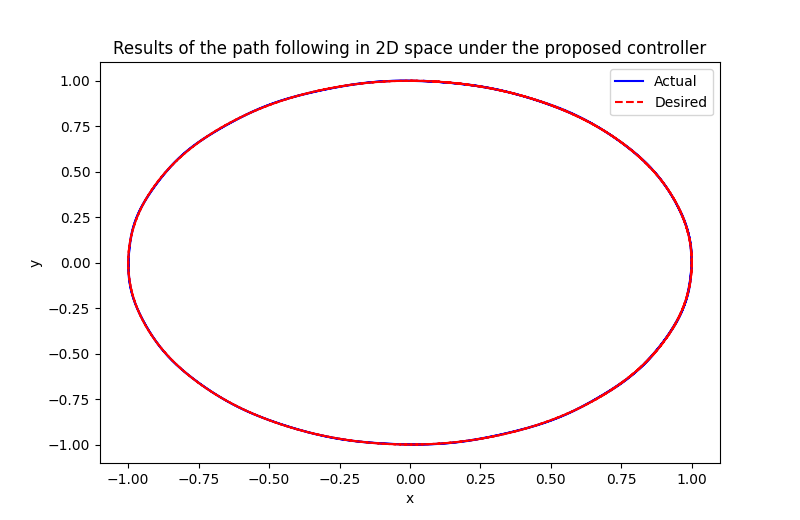 Results of the path following in 2D space under the proposed controller
Actual
Desired
1.00
0.75
0.50
0.25
0.00
−0.25
−0.50
−0.75
−1.00
y
−1.00 −0.75 −0.50 −0.25 0.00 0.25 0.50 0.75 1.00
x